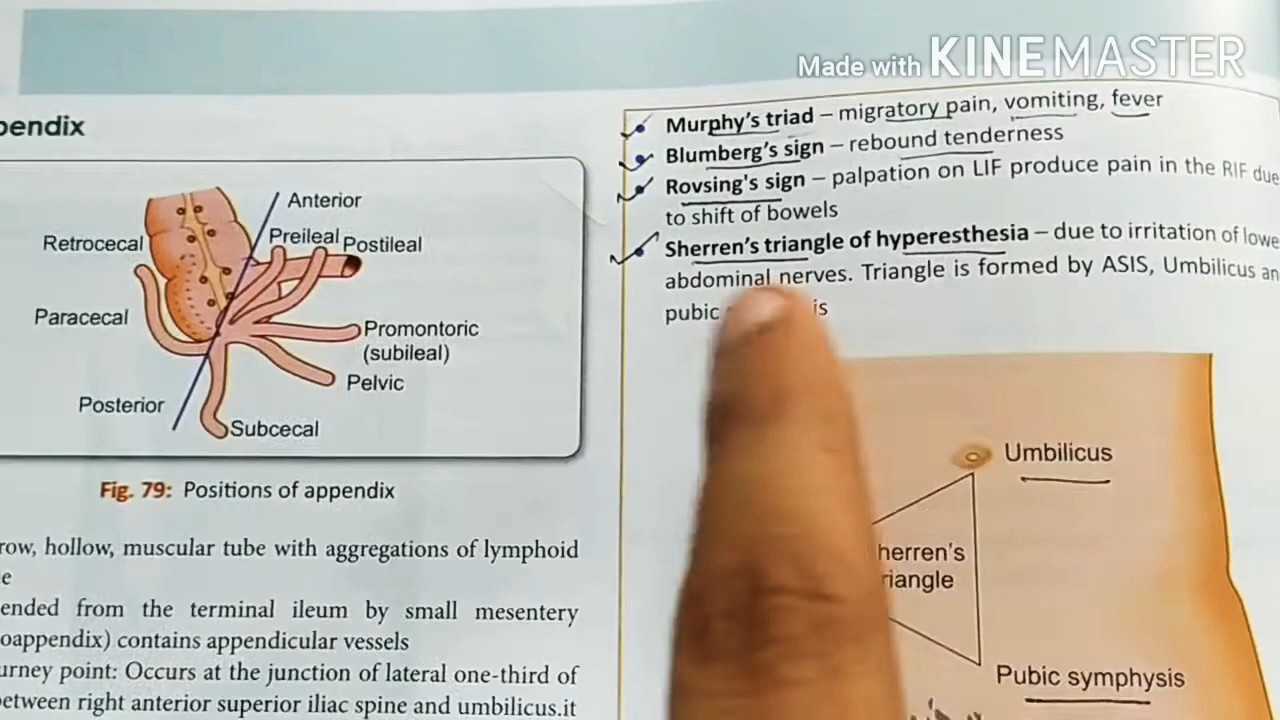 Made with KINEMASTER
pendix
Anterior
Preileal
Postileal
Retrocecal
Paracecal
Promontoric
(subileal)
Pelvic
Posterior
Subcecal
Fig. 79: Positions of appendix
row, hollow, muscular tube with aggregations of lymphoid
e
ended from the terminal ileum by small mesentery
oappendix) contains appendicular vessels
urney point: Occurs at the junction of lateral one-third of
etween right anterior superior iliac spine and umbilicus.it
Murphy's triad – migratory pain, vomiting, fever
Blumberg's sign – rebound tenderness
Rovsing's sign – palpation on LIF produce pain in the RIF due
to shift of bowels
Sherren's triangle of hyperesthesia – due to irritation of lowe
abdominal nerves. Triangle is formed by ASIS, Umbilicus an
pubic is
Umbilicus
herren's
riangle
Pubic symphysis